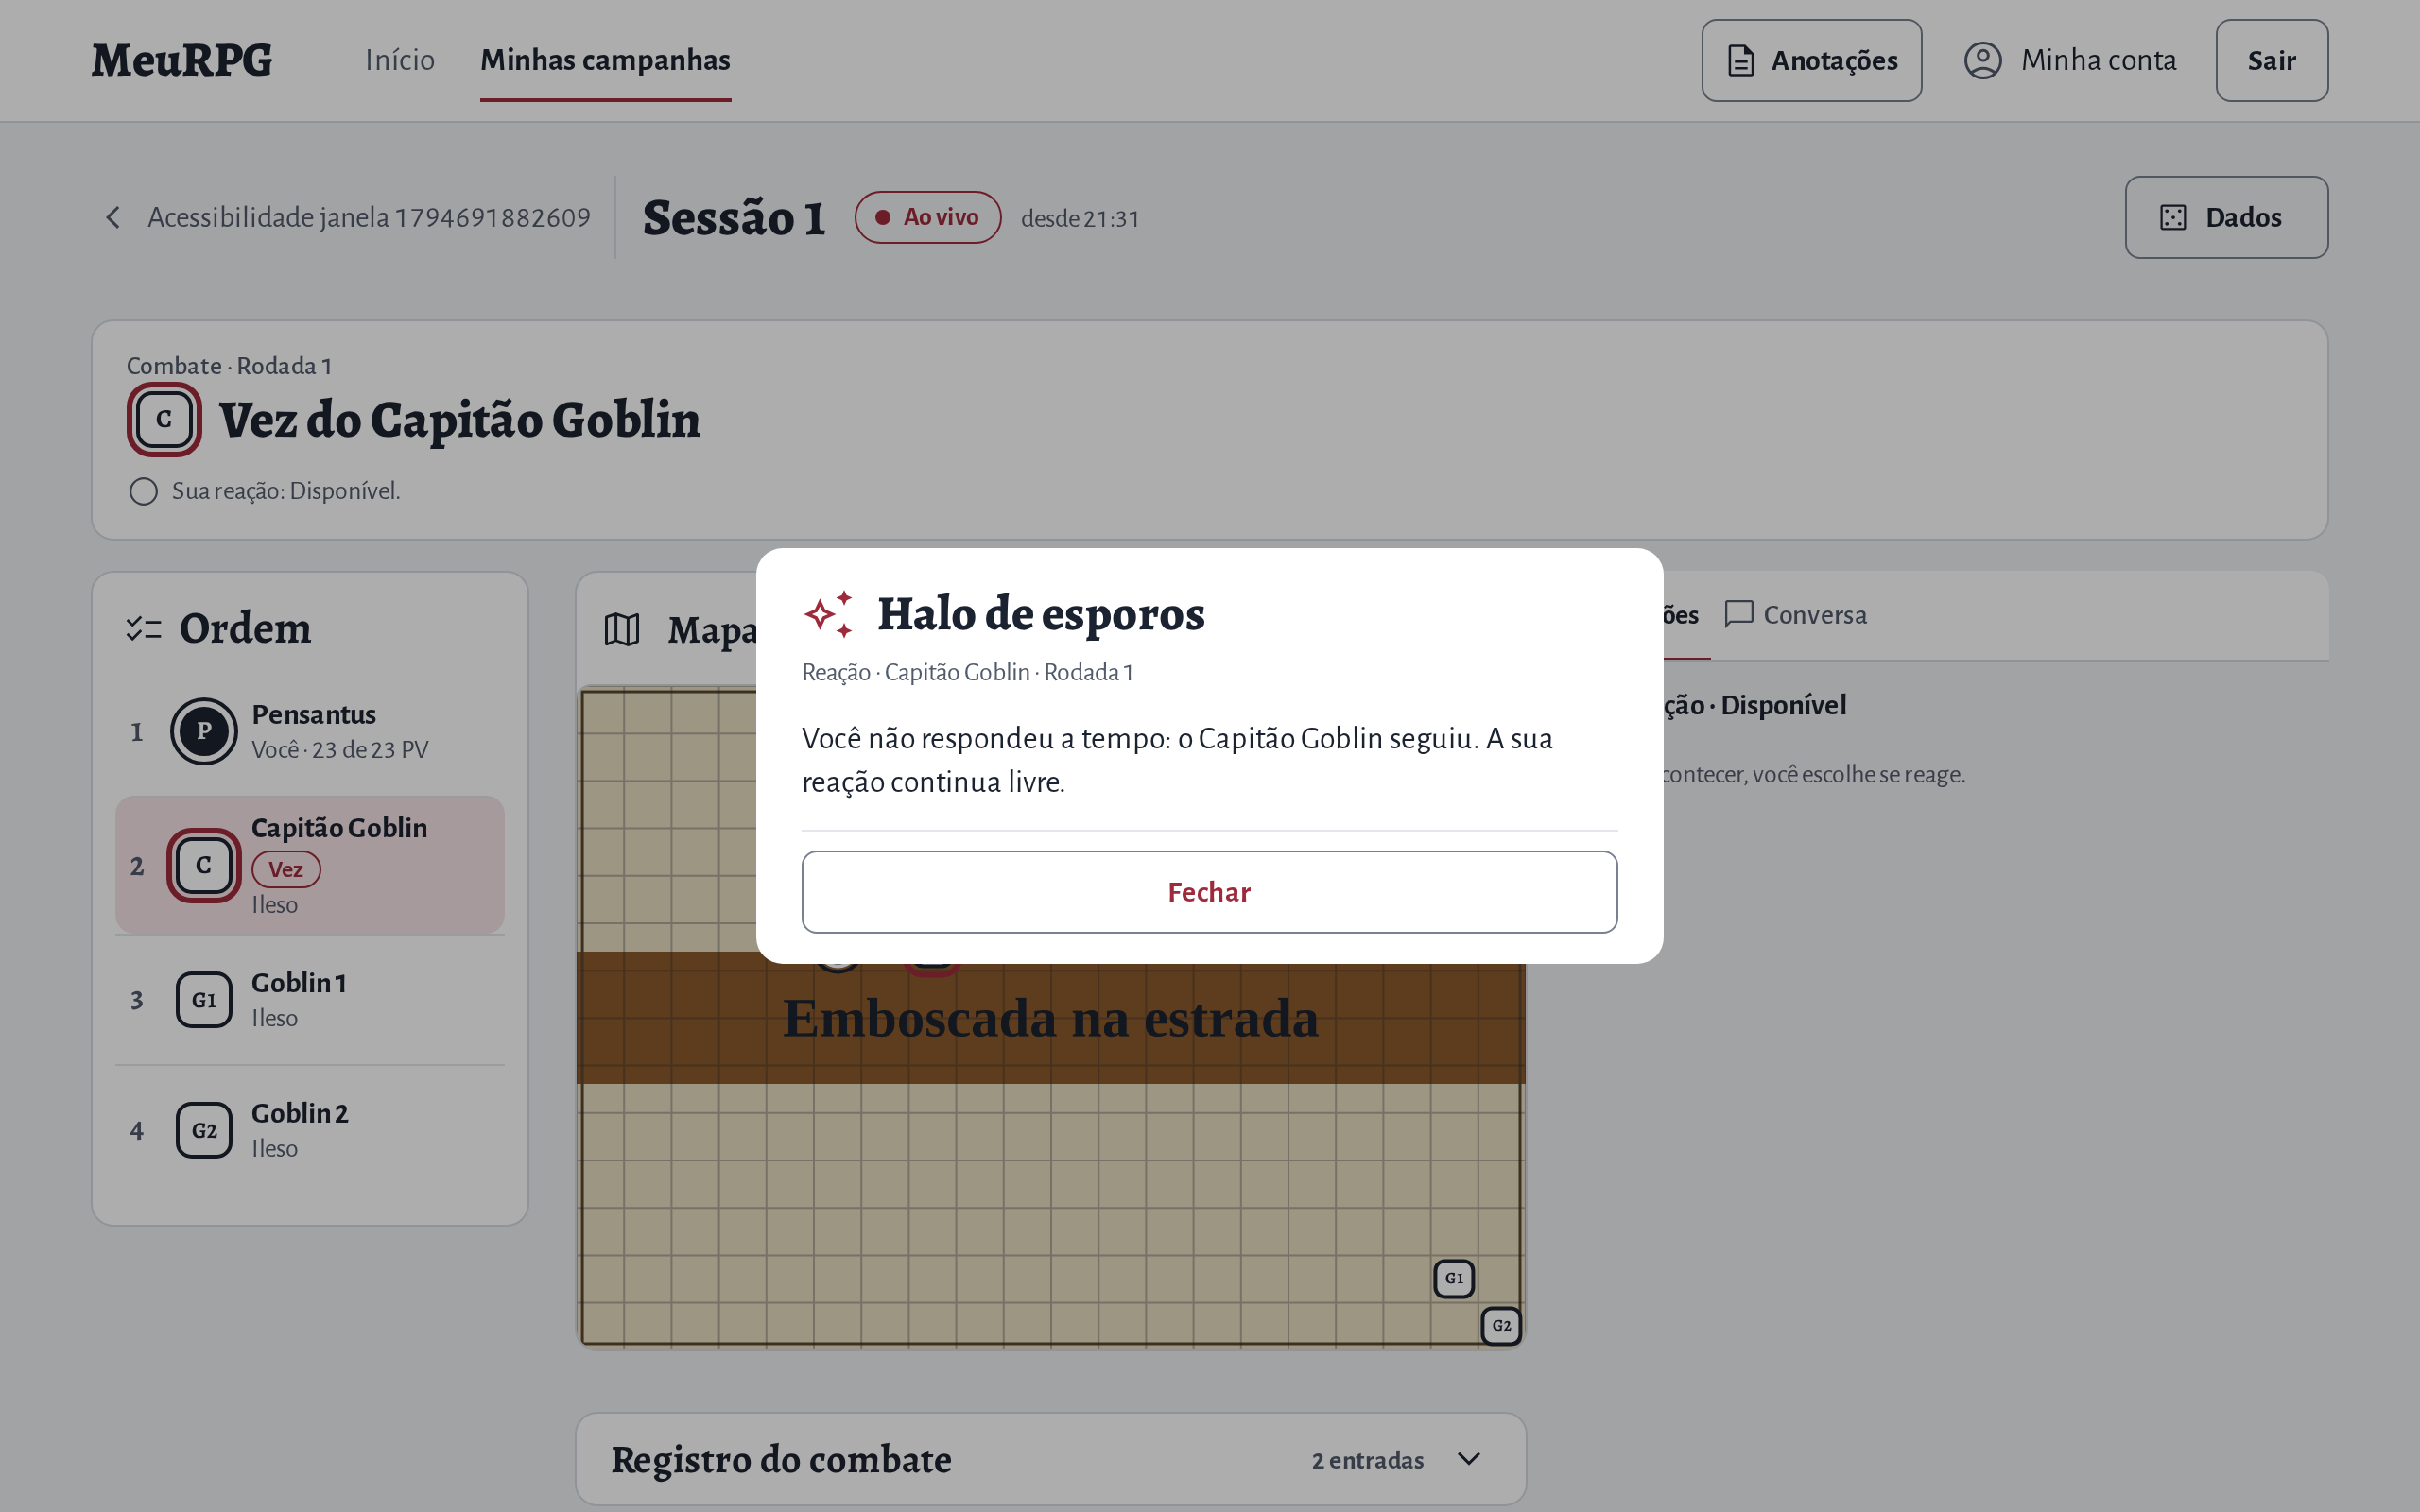 MeuRPG
Início
Minhas campanhas
Anotações
Minha conta
Sair
Acessibilidade janela 1794691882609
Sessão 1
Ao vivo
desde 21:31
Dados
Combate · Rodada 1
C
Vez do Capitão Goblin
Sua reação: Disponível.
Ordem
1
P
Pensantus
Você · 23 de 23 PV
2
C
Capitão Goblin
Vez
Ileso
3
G1
Goblin 1
Ileso
4
G2
Goblin 2
Ileso
Mapa
Halo de esporos
Reação · Capitão Goblin · Rodada 1
Você não respondeu a tempo: o Capitão Goblin seguiu. A sua
reação continua livre.
Fechar
Conversa
· Disponível
você escolhe se reage.
Emboscada na estrada
G1
G2
Registro do combate
2 entradas